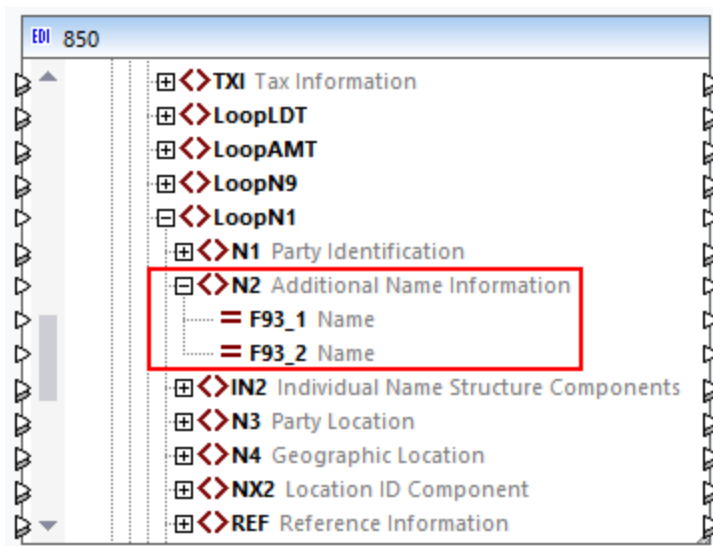 EDI 850
TXI Tax Information
LoopLDT
LoopAMT
LoopN9
LoopN1
N1 Party Identification
N2 Additional Name Information
F93_1 Name
F93_2 Name
IN2 Individual Name Structure Components
N3 Party Location
N4 Geographic Location
NX2 Location ID Component
REF Reference Information